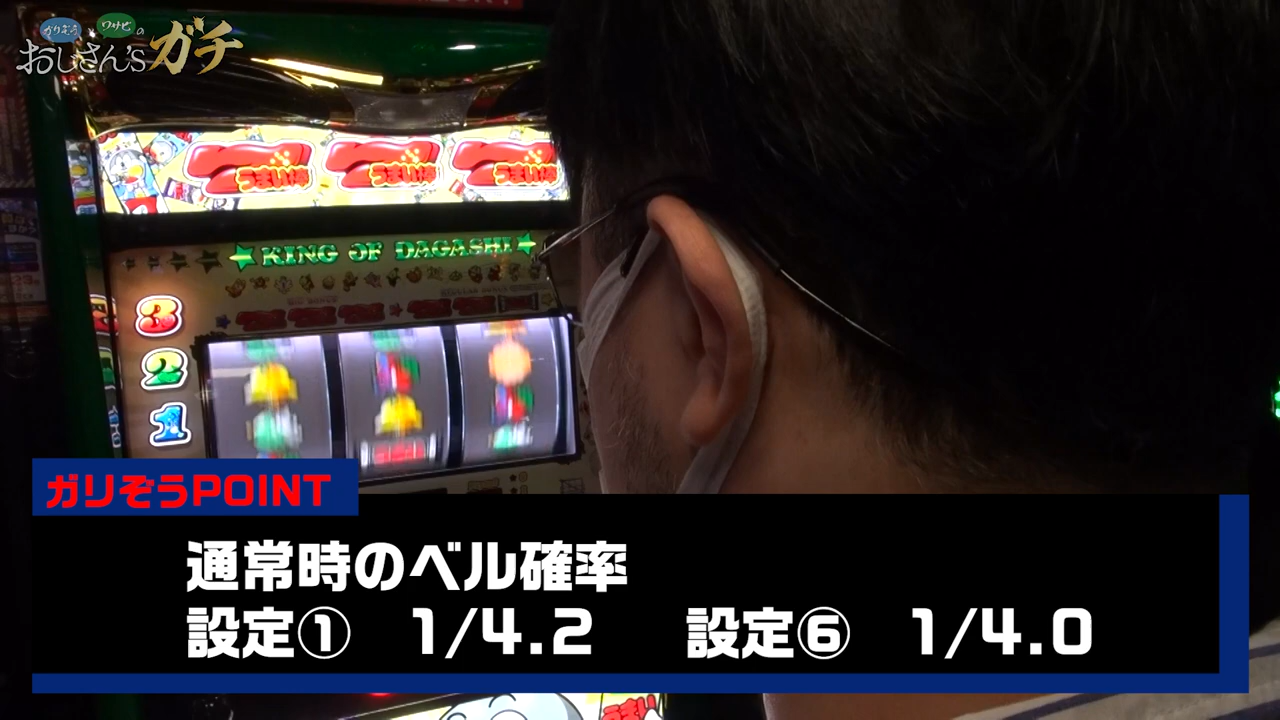 ガリぞう ワサビの
おじさん'sガチ
うまい棒 うまい棒 うまい棒
KING OF DAGASHI
3
2
1
ガリぞうPOINT
通常時のベル確率
設定① 1/4.2 設定⑥ 1/4.0
うまい